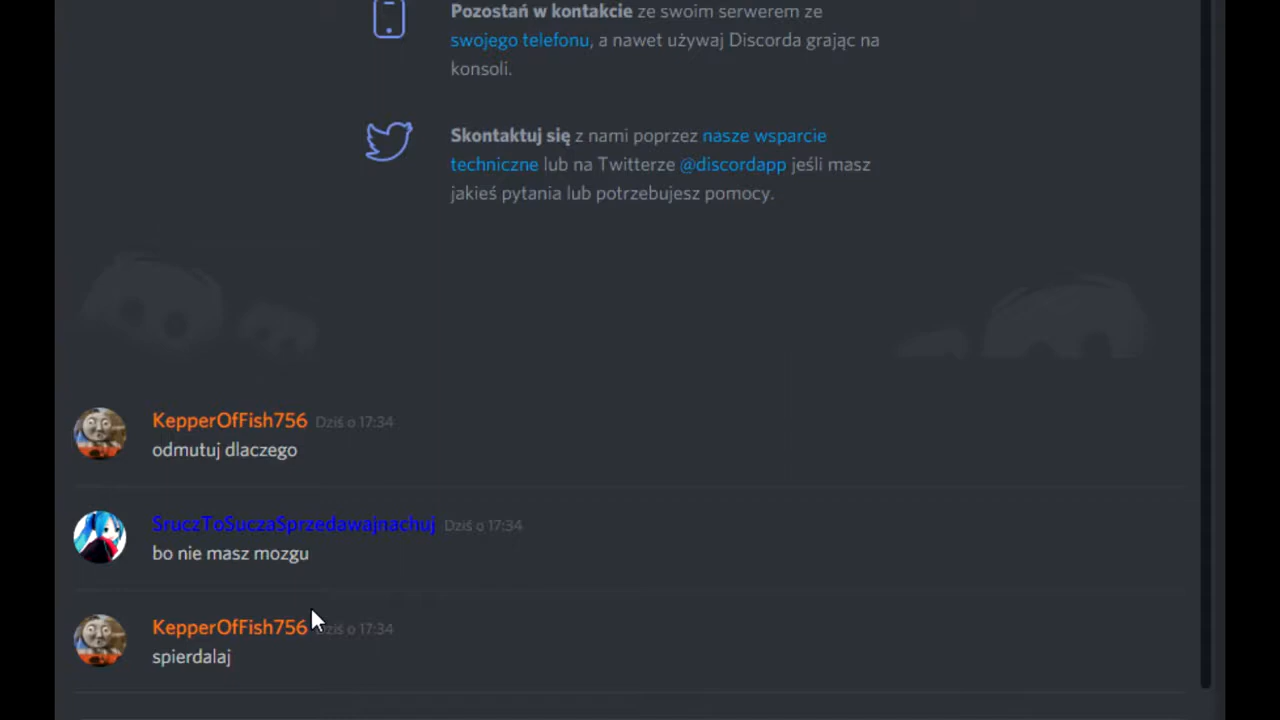 Pozostań w kontakcie ze swoim serwerem ze
swojego telefonu, a nawet używaj Discorda grając na
konsoli.
Skontaktuj się z nami poprzez nasze wsparcie
techniczne lub na Twitterze @discordapp jeśli masz
jakieś pytania lub potrzebujesz pomocy.
KepperOfFish756 Dziś o 17:34
odmutuj dlaczego
SruczToSuczaSprzedawajnachuj Dziś o 17:34
bo nie masz mozgu
KepperOfFish756 Dziś o 17:34
spierdalaj